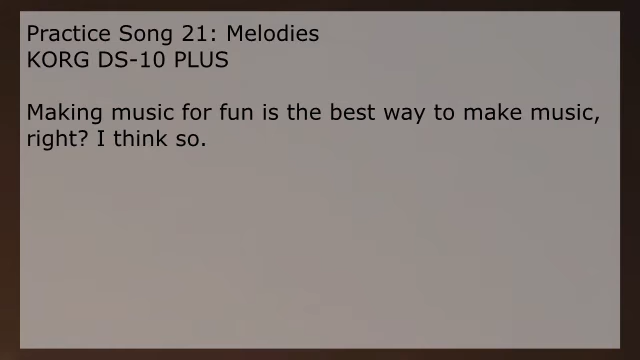 Practice Song 21: Melodies
KORG DS-10 PLUS
Making music for fun is the best way to make music,
right? I think so.